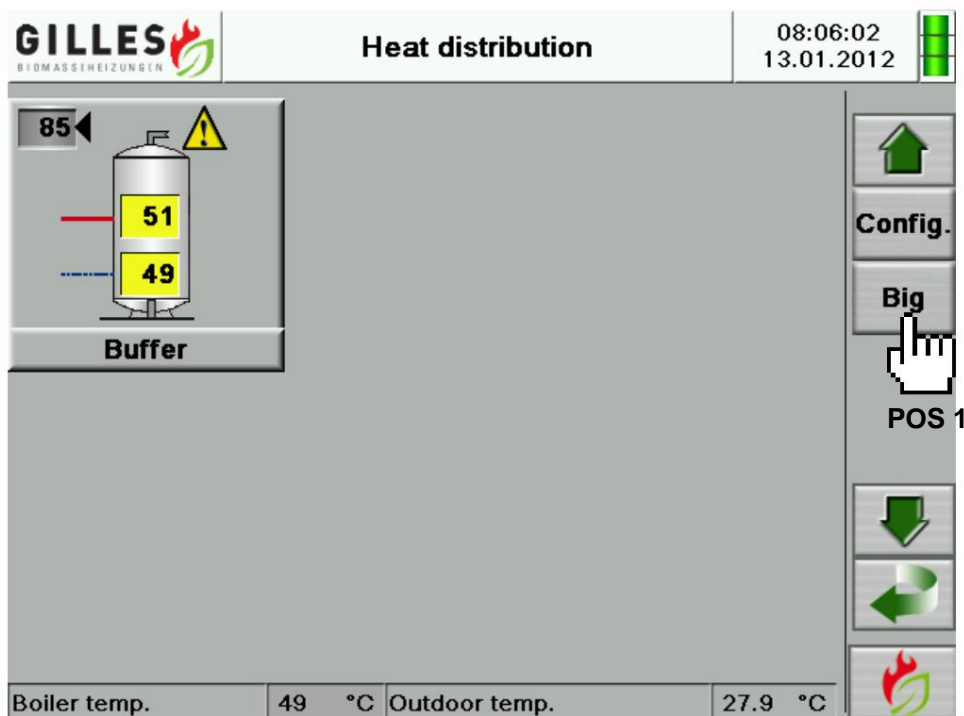 GILLES
BIOMASSEHEIZUNGEN
Heat distribution
08:06:02
13.01.2012
85
51
49
Buffer
Config.
Big
POS 1
Boiler temp. 49 °C Outdoor temp. 27.9 °C